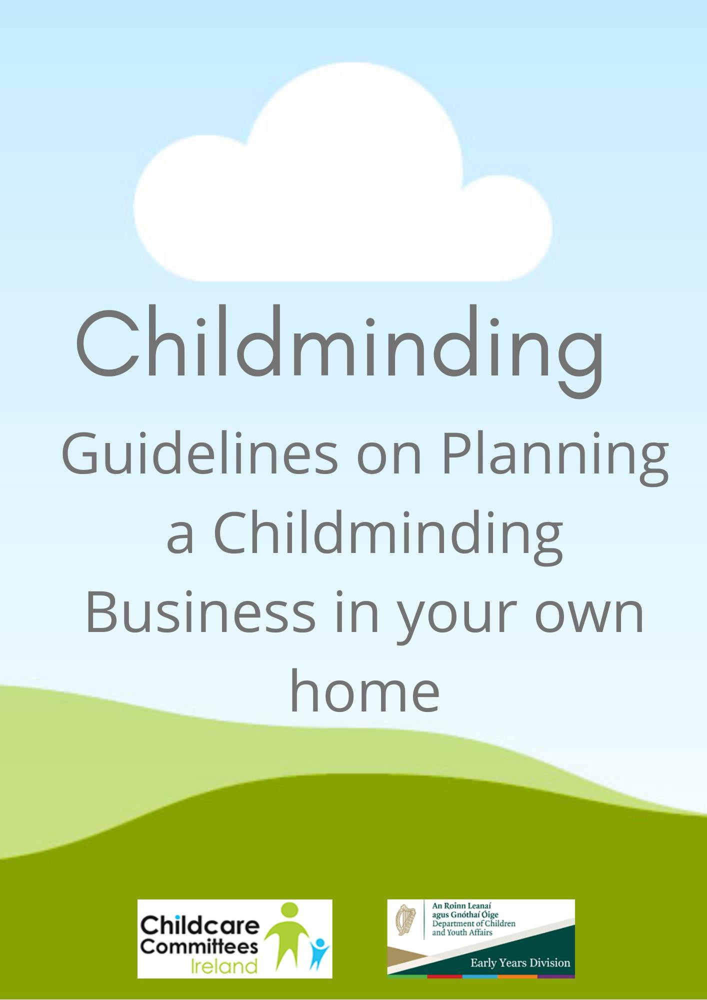 Childminding
Guidelines on Planning
a Childminding
Business in your own
home
Childcare
Committees
Ireland
An Roinn Leanaí
agus Gnóthaí Óige
Department of Children
and Youth Affairs
Early Years Division